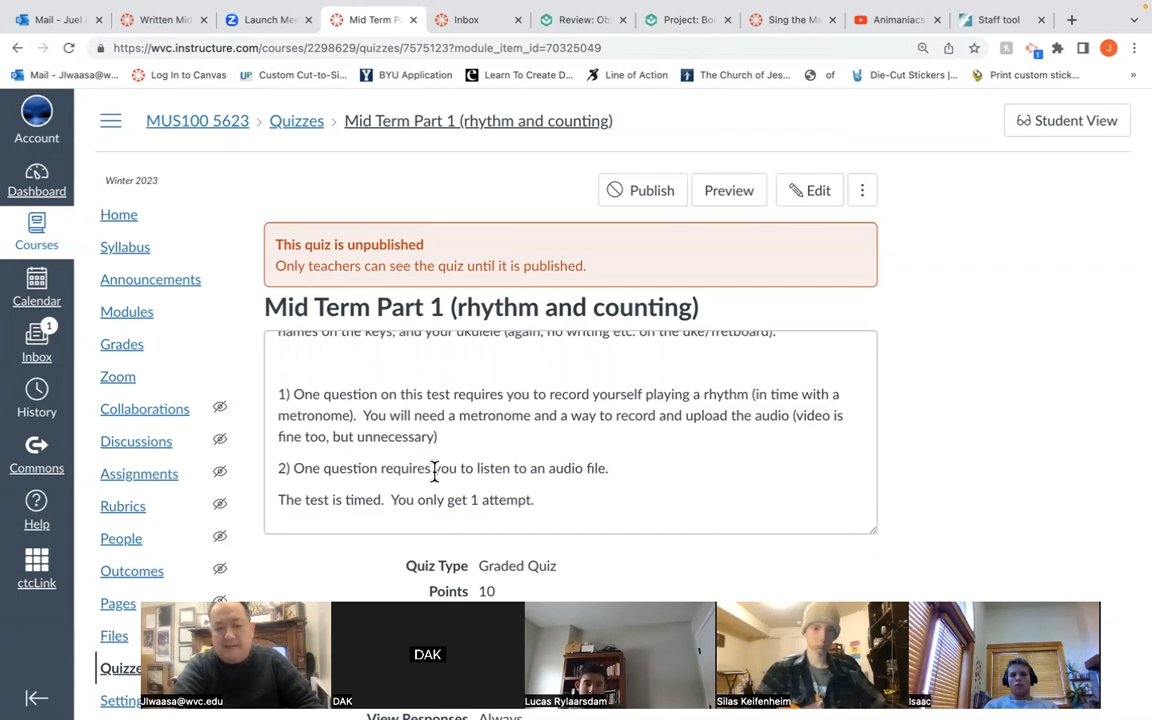 Mail - Juel
Written Mid
Launch Me
Mid Term P
Inbox
Review: Ob
Project: Bo
Sing the Ma
Animaniacs
Staff tool
https://wvc.instructure.com/courses/2298629/quizzes/7575123?module_item_id=70325049
Mail - Jlwaasa@w...
Log In to Canvas
Custom Cut-to-Si...
BYU Application
Learn To Create D...
Line of Action
The Church of Jes...
of
Die-Cut Stickers |...
Print custom stick...
Account
Dashboard
Courses
Calendar
1
Inbox
History
Commons
Help
ctcLink
MUS100 5623 › Quizzes › Mid Term Part 1 (rhythm and counting)
Student View
Winter 2023
Home
Syllabus
Announcements
Modules
Grades
Zoom
Collaborations
Discussions
Assignments
Rubrics
People
Outcomes
Pages
Files
Quizze
Setting
Publish
Preview
Edit
This quiz is unpublished
Only teachers can see the quiz until it is published.
Mid Term Part 1 (rhythm and counting)
names on the keys, and your ukulele (again, no writing etc. on the uke/fretboard).
1) One question on this test requires you to record yourself playing a rhythm (in time with a
metronome). You will need a metronome and a way to record and upload the audio (video is
fine too, but unnecessary)
2) One question requires you to listen to an audio file.
The test is timed. You only get 1 attempt.
Quiz Type Graded Quiz
Points 10
DAK
Jlwaasa@wvc.edu
DAK
Lucas Rylaarsdam
Silas Keifenheim
Isaac
View Responses Always